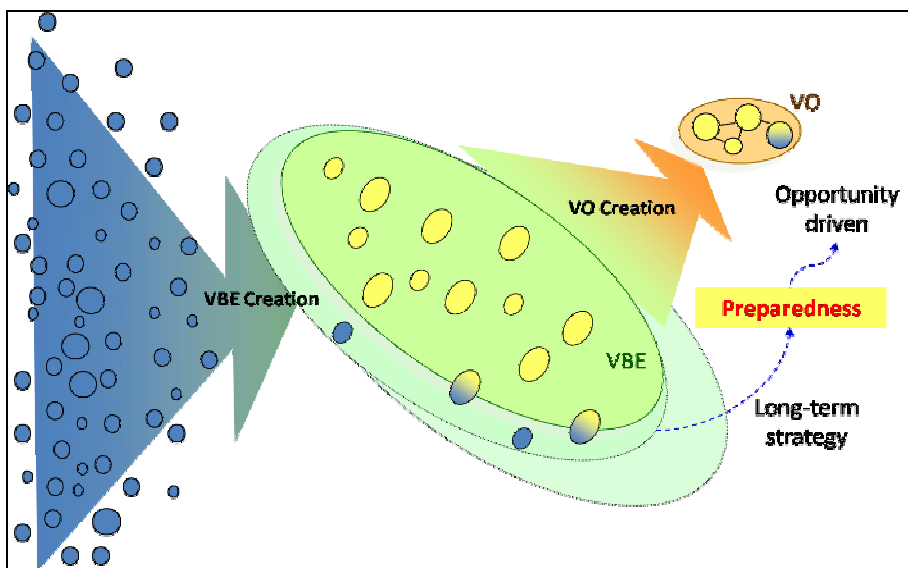 VO
Opportunity
driven
VO Creation
VBE Creation
Preparedness
VBE
Long-term
strategy